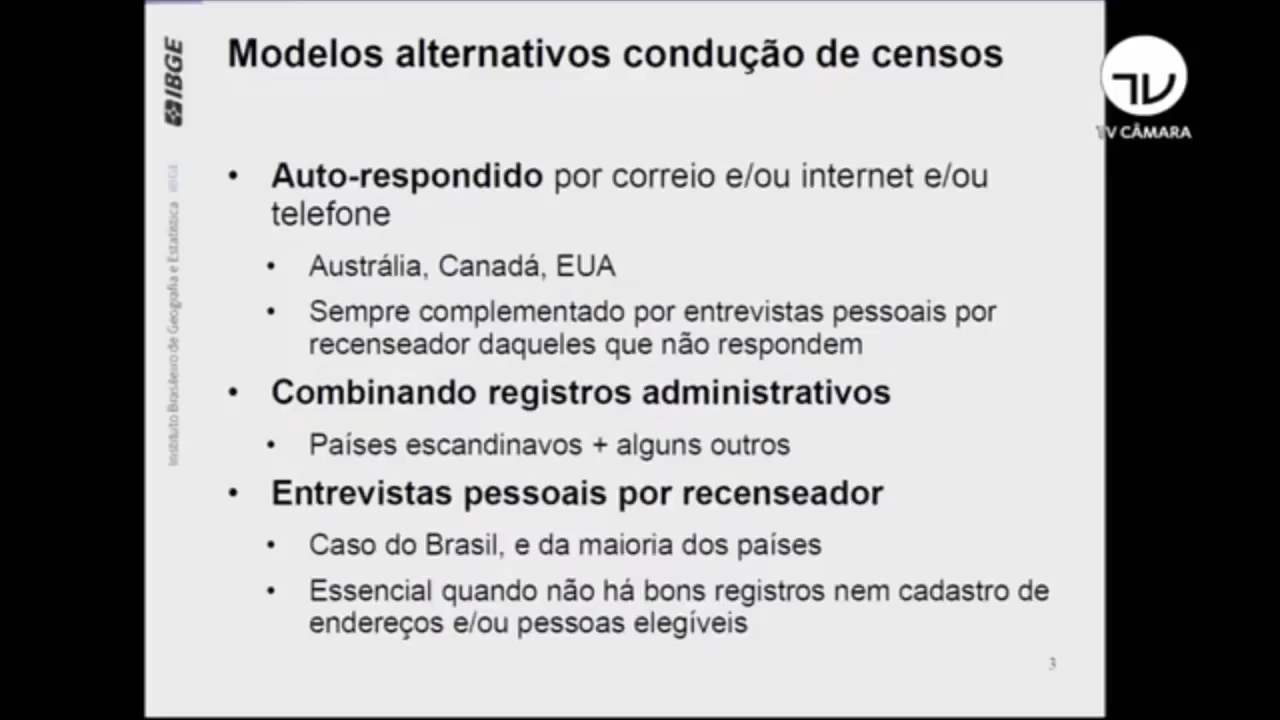 Modelos alternativos condução de censos
IBGE
TV CÂMARA
IBGE
Instituto Brasileiro de Geografia e Estatística
• Auto-respondido por correio e/ou internet e/ou
telefone
• Austrália, Canadá, EUA
• Sempre complementado por entrevistas pessoais por
recenseador daqueles que não respondem
• Combinando registros administrativos
• Países escandinavos + alguns outros
• Entrevistas pessoais por recenseador
• Caso do Brasil, e da maioria dos países
• Essencial quando não há bons registros nem cadastro de
endereços e/ou pessoas elegíveis
3